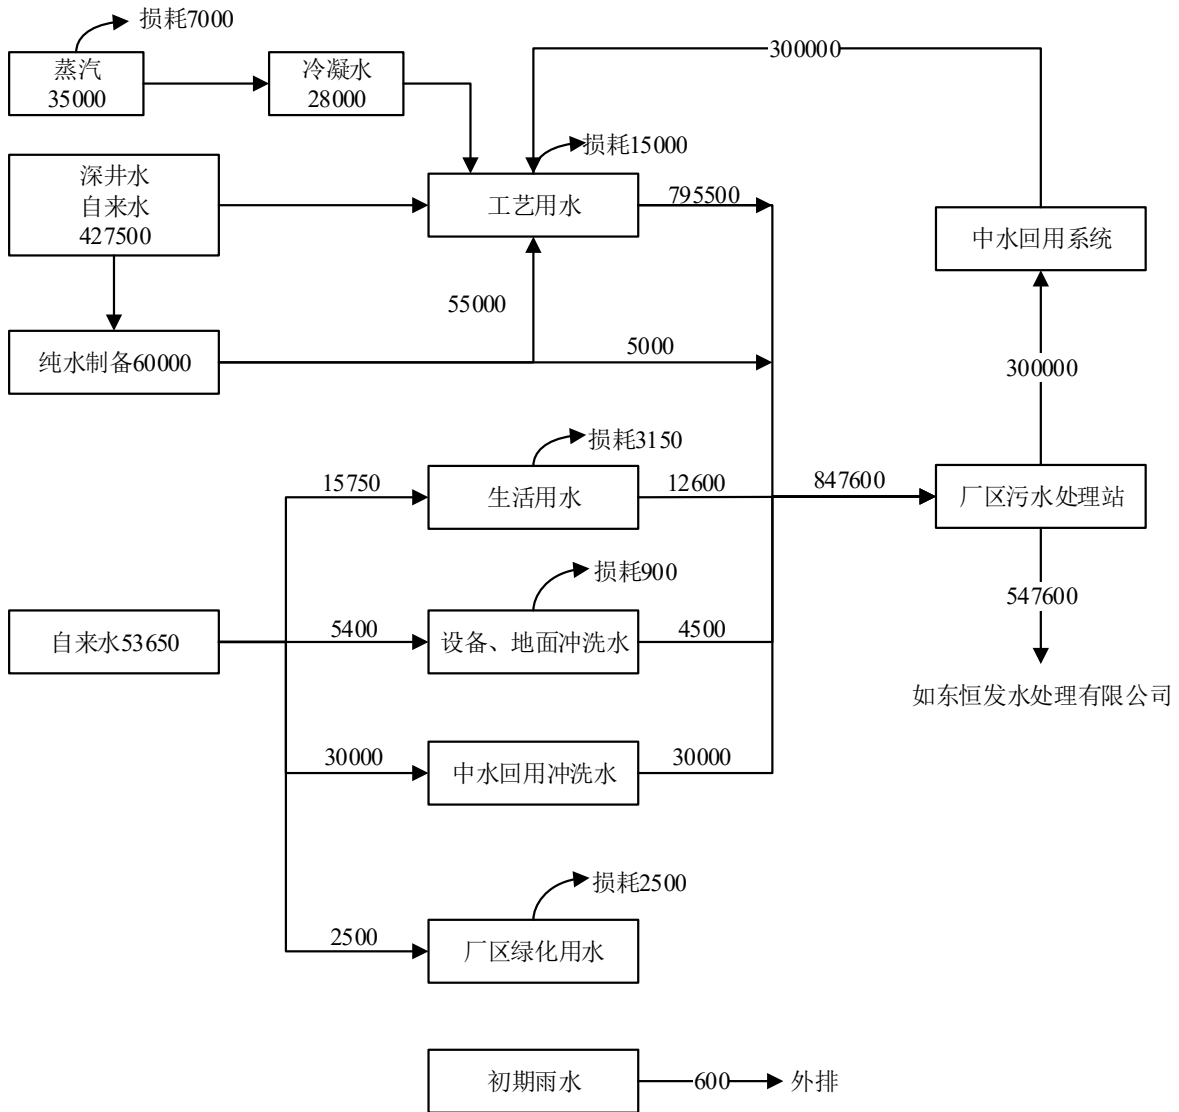 损耗7000
蒸汽
35000
冷凝水
28000
300000
损耗15000
深井水
自来水
427500
工艺用水
795500
中水回用系统
55000
纯水制备60000
5000
300000
损耗3150
15750
生活用水
12600
847600
厂区污水处理站
损耗900
547600
自来水53650
5400
设备、地面冲洗水
4500
如东恒发水处理有限公司
30000
中水回用冲洗水
30000
损耗2500
2500
厂区绿化用水
初期雨水
600
外排